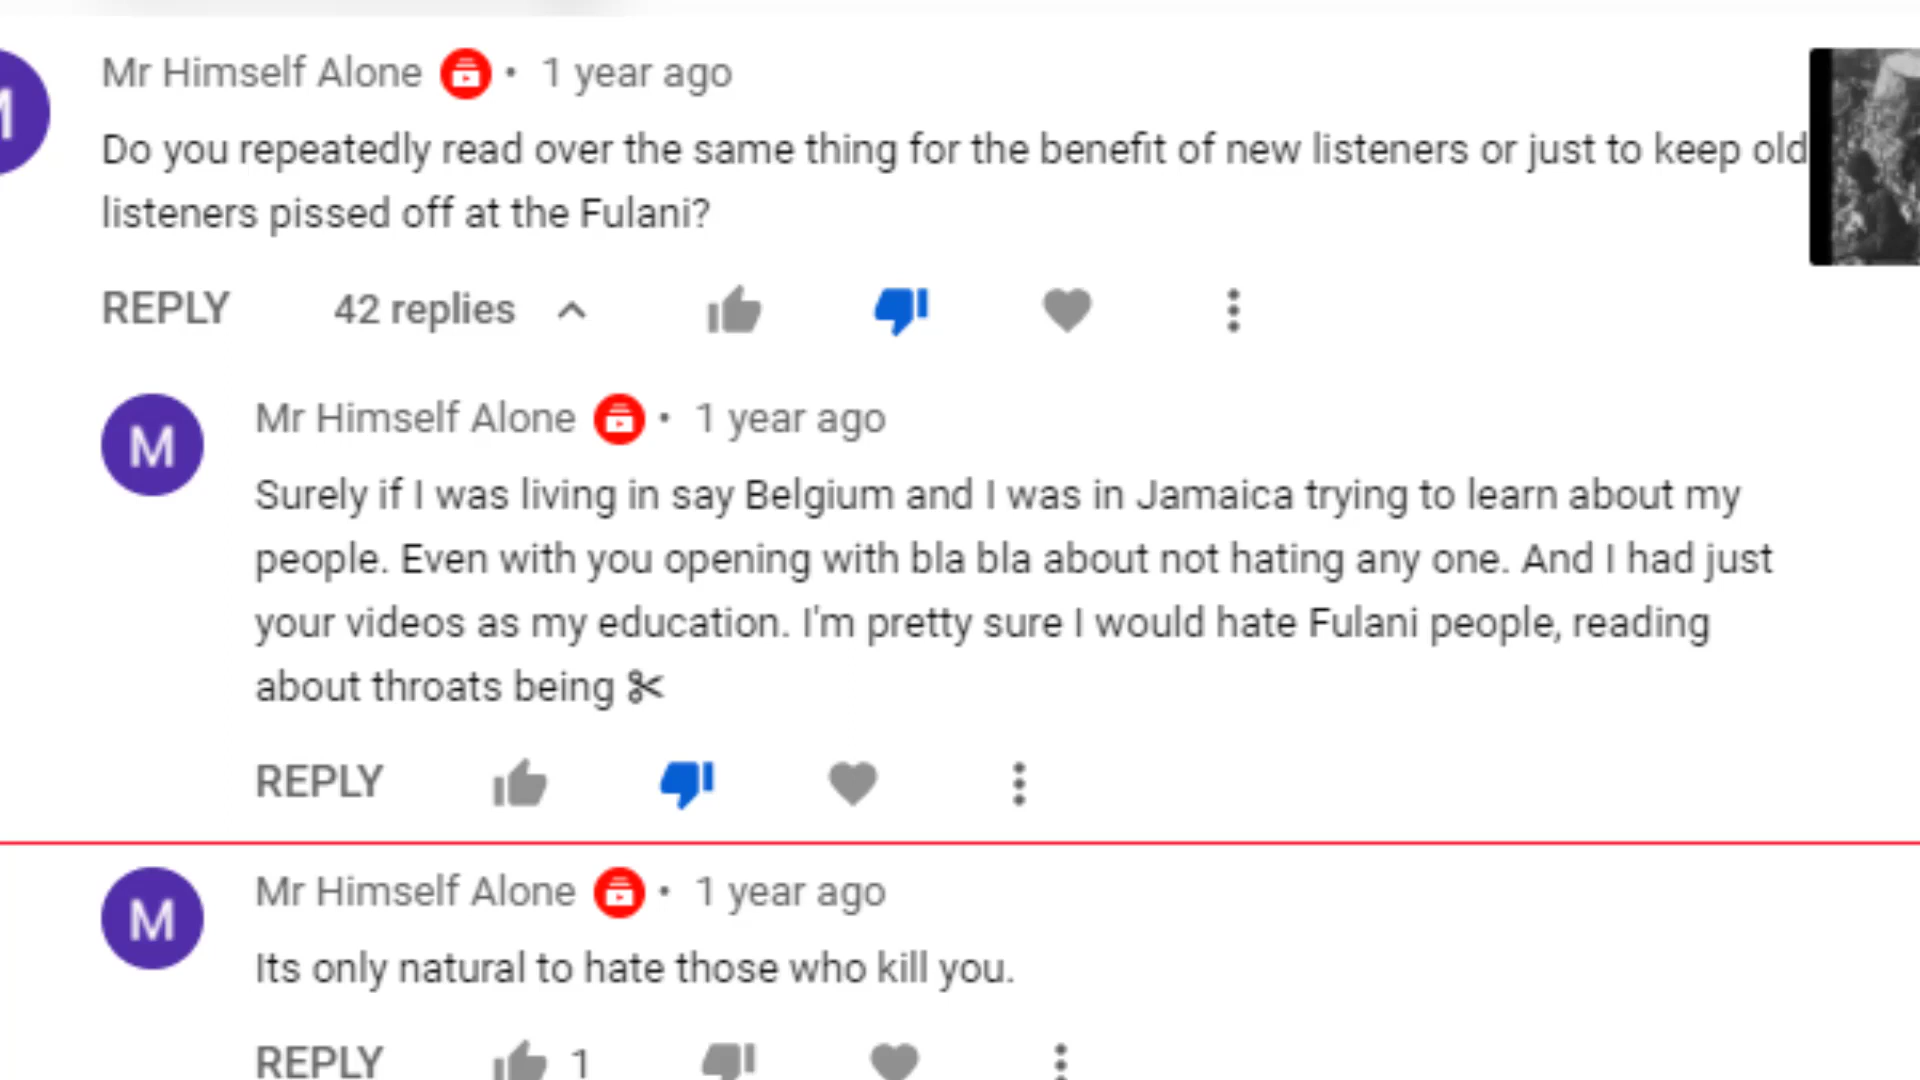 Mr Himself Alone • 1 year ago
Do you repeatedly read over the same thing for the benefit of new listeners or just to keep old
listeners pissed off at the Fulani?
REPLY 42 replies
M
Mr Himself Alone • 1 year ago
Surely if I was living in say Belgium and I was in Jamaica trying to learn about my
people. Even with you opening with bla bla about not hating any one. And I had just
your videos as my education. I'm pretty sure I would hate Fulani people, reading
about throats being ✂
REPLY
M
Mr Himself Alone • 1 year ago
Its only natural to hate those who kill you.
REPLY 1